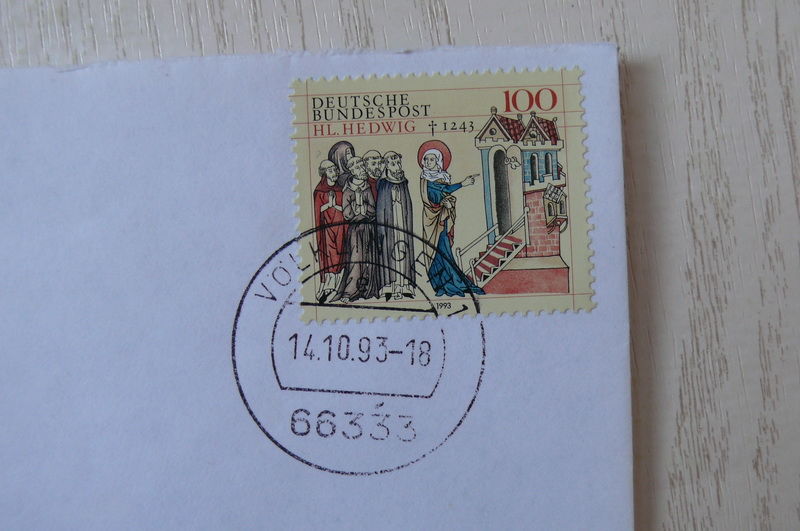 DEUTSCHE
BUNDESPOST
HL. HEDWIG † 1243
100
1993
14.10.93-18
66333